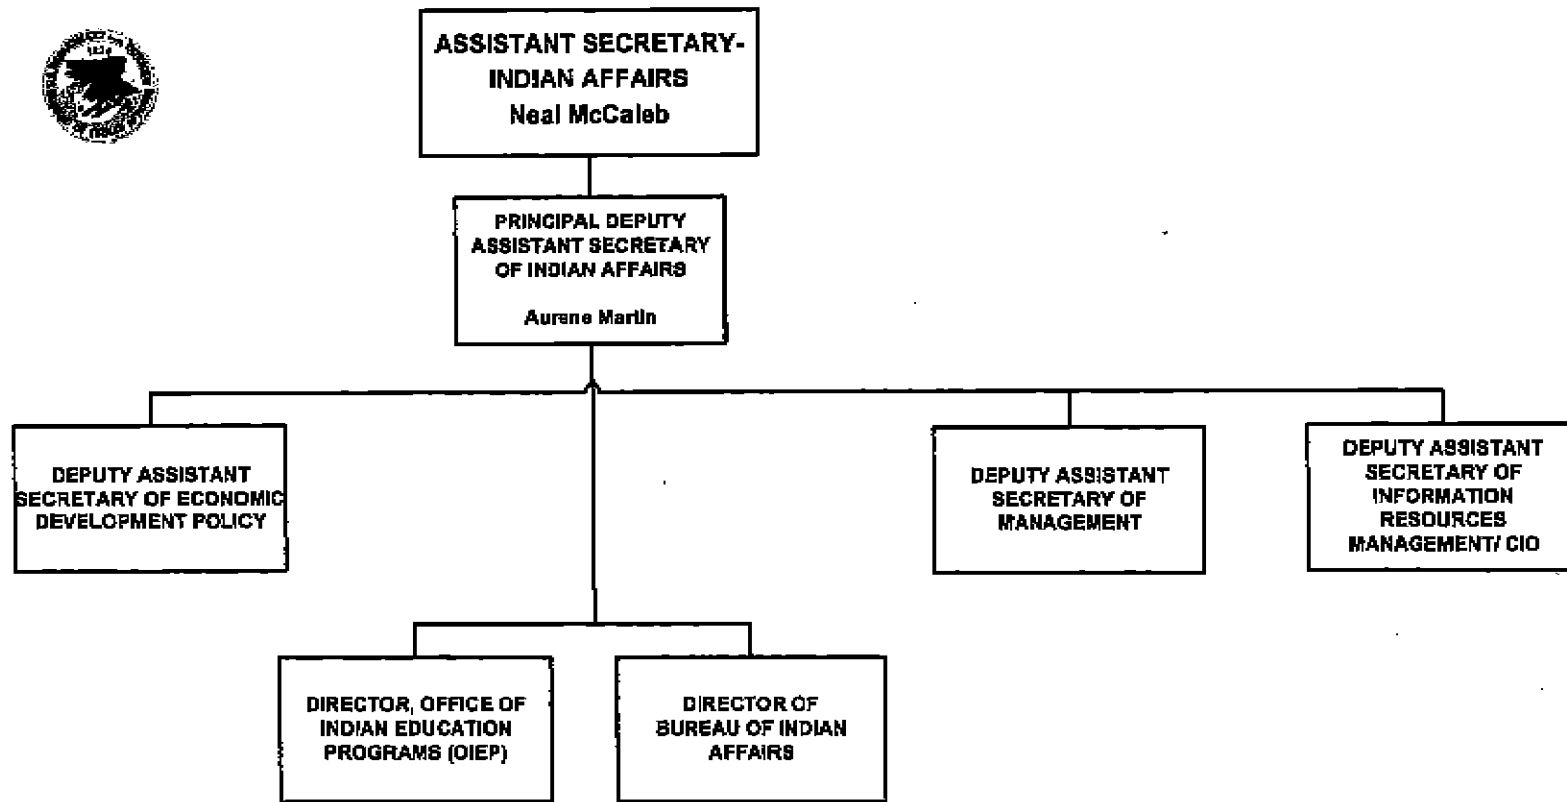 ASSISTANT SECRETARY-
INDIAN AFFAIRS
Neal McCaleb
PRINCIPAL DEPUTY
ASSISTANT SECRETARY
OF INDIAN AFFAIRS
Aurene Martin
DEPUTY ASSISTANT
SECRETARY OF ECONOMIC
DEVELOPMENT POLICY
DEPUTY ASSISTANT
SECRETARY OF
MANAGEMENT
DEPUTY ASSISTANT
SECRETARY OF
INFORMATION
RESOURCES
MANAGEMENT/ CIO
DIRECTOR, OFFICE OF
INDIAN EDUCATION
PROGRAMS (OIEP)
DIRECTOR OF
BUREAU OF INDIAN
AFFAIRS